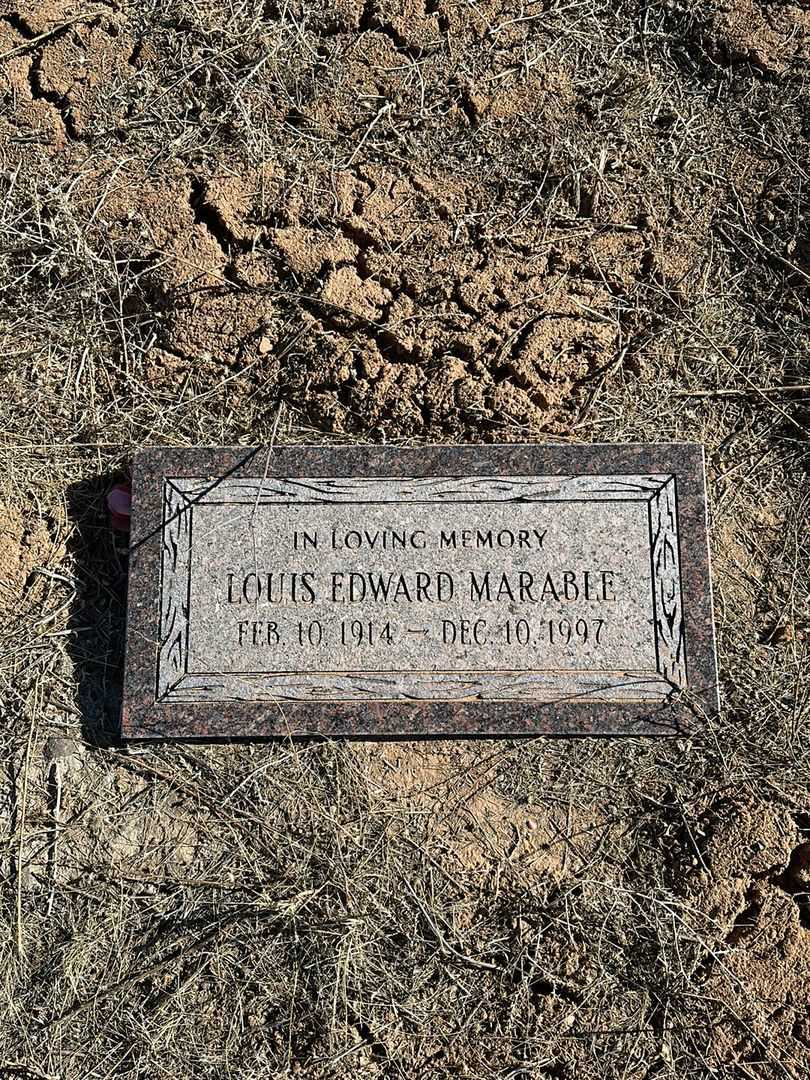 IN LOVING MEMORY
LOUIS EDWARD MARABLE
FEB. 10, 1914 — DEC. 10, 1997